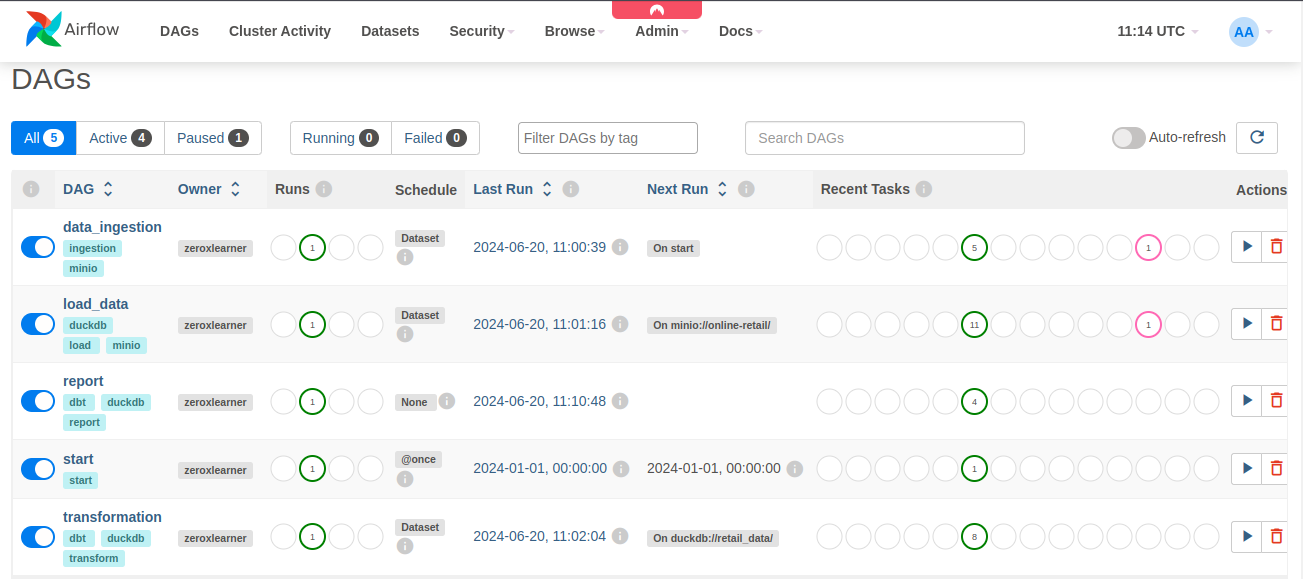 Airflow DAGs Cluster Activity Datasets Security Browse Admin Docs 11:14 UTC AA
DAGs
All 5 Active 4 Paused 1 Running 0 Failed 0 Filter DAGs by tag Search DAGs Auto-refresh
i DAG Owner Runs i Schedule Last Run i Next Run i Recent Tasks i Actions
data_ingestion
ingestion
minio
zeroxlearner 1 Dataset i 2024-06-20, 11:00:39 i On start 5 1
load_data
duckdb
load minio
zeroxlearner 1 Dataset i 2024-06-20, 11:01:16 i On minio://online-retail/ 11 1
report
dbt duckdb
report
zeroxlearner 1 None i 2024-06-20, 11:10:48 i 4
start
start
zeroxlearner 1 @once i 2024-01-01, 00:00:00 i 2024-01-01, 00:00:00 i 1
transformation
dbt duckdb
transform
zeroxlearner 1 Dataset i 2024-06-20, 11:02:04 i On duckdb://retail_data/ 8